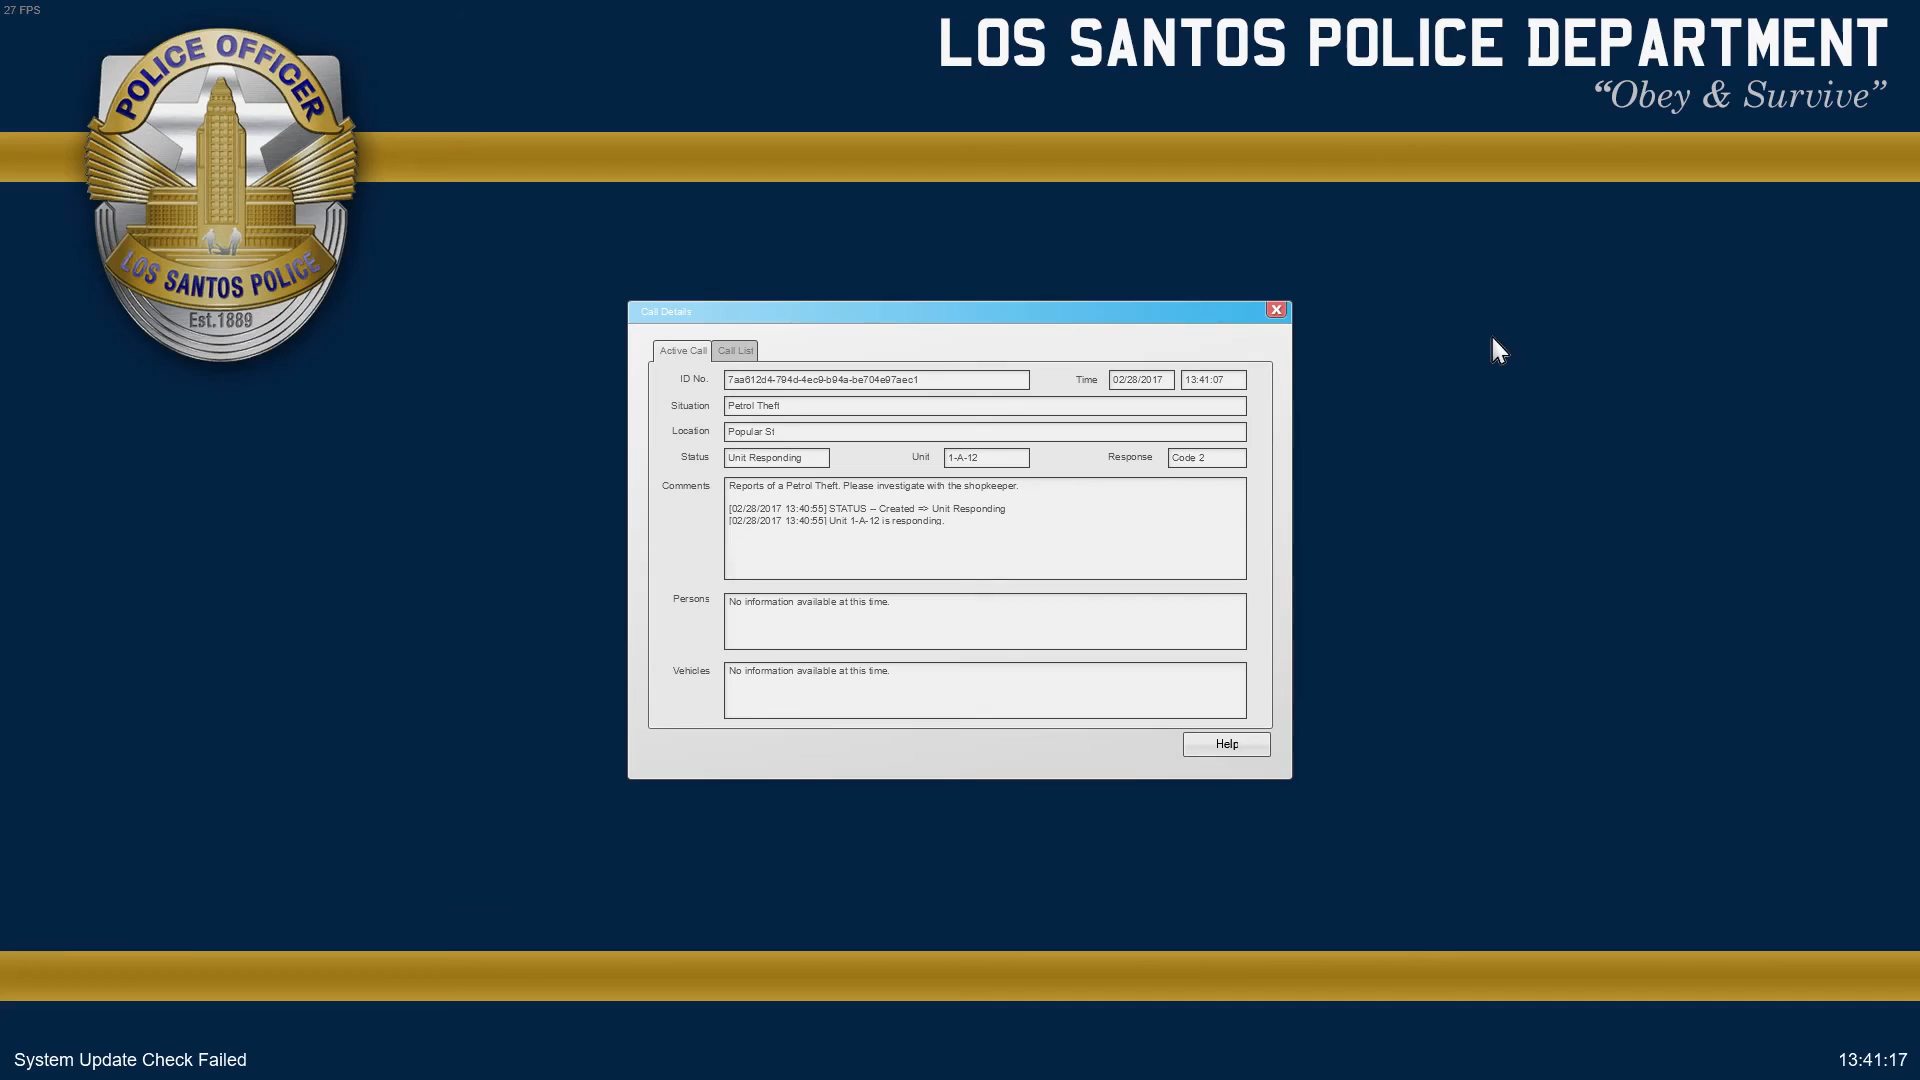 27 FPS
LOS SANTOS POLICE DEPARTMENT
“Obey & Survive”
POLICE OFFICER
LOS SANTOS POLICE
Est.1889
Call Details
Active Call Call List
ID No. 7aa612d4-794d-4ec9-b94a-be704e97aec1 Time 02/28/2017 13:41:07
Situation Petrol Theft
Location Popular St
Status Unit Responding Unit 1-A-12 Response Code 2
Comments Reports of a Petrol Theft. Please investigate with the shopkeeper.
[02/28/2017 13:40:55] STATUS -- Created => Unit Responding
[02/28/2017 13:40:55] Unit 1-A-12 is responding.
Persons No information available at this time.
Vehicles No information available at this time.
Help
System Update Check Failed
13:41:17